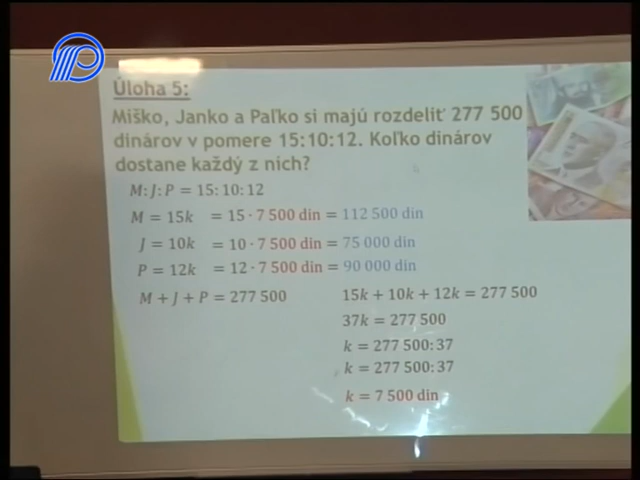 Úloha 5:
Miško, Janko a Paľko si majú rozdeliť 277 500
dinárov v pomere 15:10:12. Koľko dinárov
dostane každý z nich?
M:J:P = 15:10:12
M = 15k = 15 · 7 500 din = 112 500 din
J = 10k = 10 · 7 500 din = 75 000 din
P = 12k = 12 · 7 500 din = 90 000 din
M + J + P = 277 500
15k + 10k + 12k = 277 500
37k = 277 500
k = 277 500:37
k = 277 500:37
k = 7 500 din